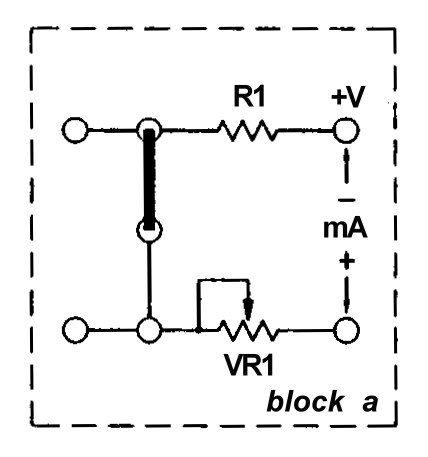 R1 +V
−
mA
+
VR1
block a